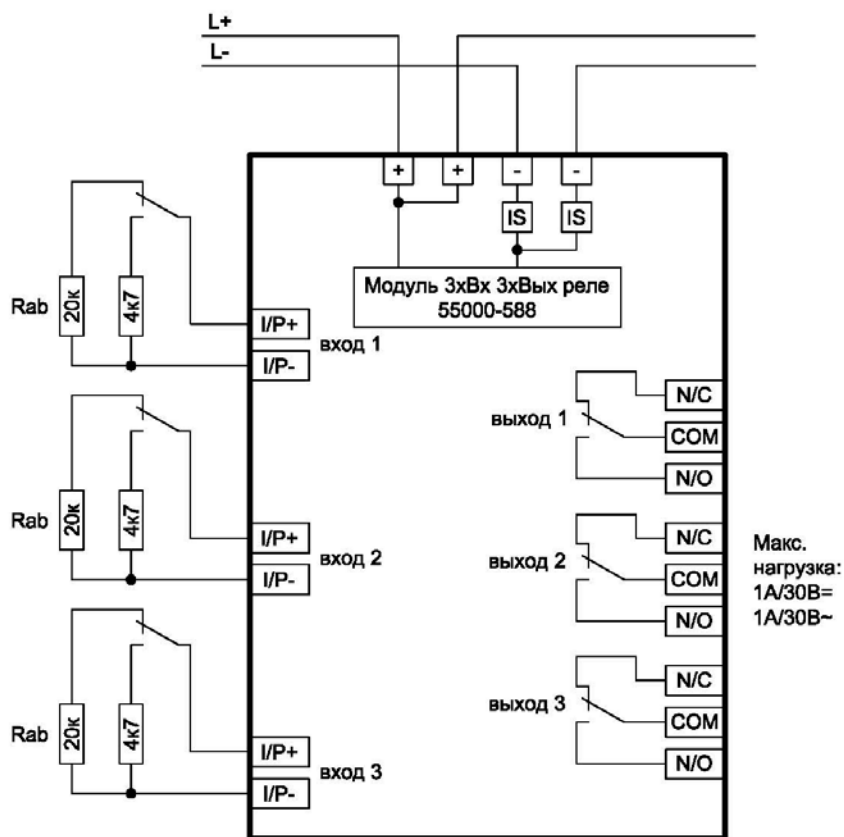 L+
L-
+ + - -
IS IS
Модуль 3хВх 3хВых реле
55000-588
Rab 20к 4к7
I/P+
вход 1
I/P-
Rab 20к 4к7
I/P+
вход 2
I/P-
Rab 20к 4к7
I/P+
вход 3
I/P-
N/C
выход 1
COM
N/O
N/C
выход 2
COM
N/O
N/C
выход 3
COM
N/O
Макс.
нагрузка:
1А/30В=
1А/30В~